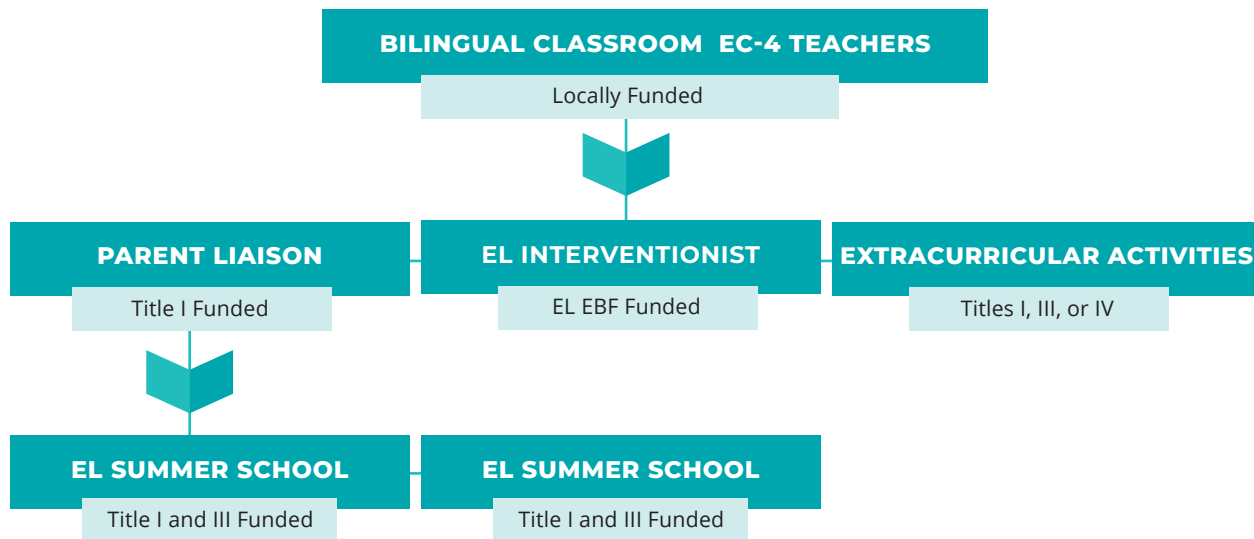 BILINGUAL CLASSROOM EC-4 TEACHERS
Locally Funded
PARENT LIAISON
Title I Funded
EL INTERVENTIONIST
EL EBF Funded
EXTRACURRICULAR ACTIVITIES
Titles I, III, or IV
EL SUMMER SCHOOL
Title I and III Funded
EL SUMMER SCHOOL
Title I and III Funded